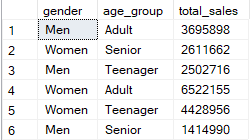 gender age_group total_sales
1 Men Adult 3695898
2 Women Senior 2611662
3 Men Teenager 2502716
4 Women Adult 6522155
5 Women Teenager 4428956
6 Men Senior 1414990